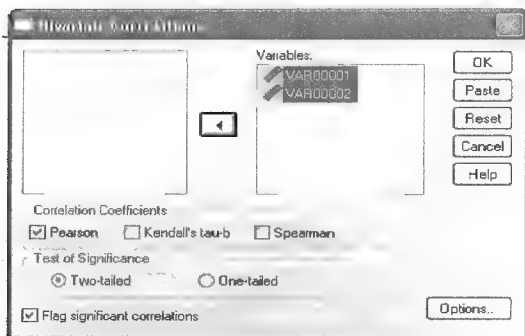 Variables:
VAR00001
VAR00002
OK
Paste
Reset
Cancel
Help
Correlation Coefficients
Pearson
Kendall's tau-b
Spearman
Test of Significance
Two-tailed
One-tailed
Flag significant correlations
Options..